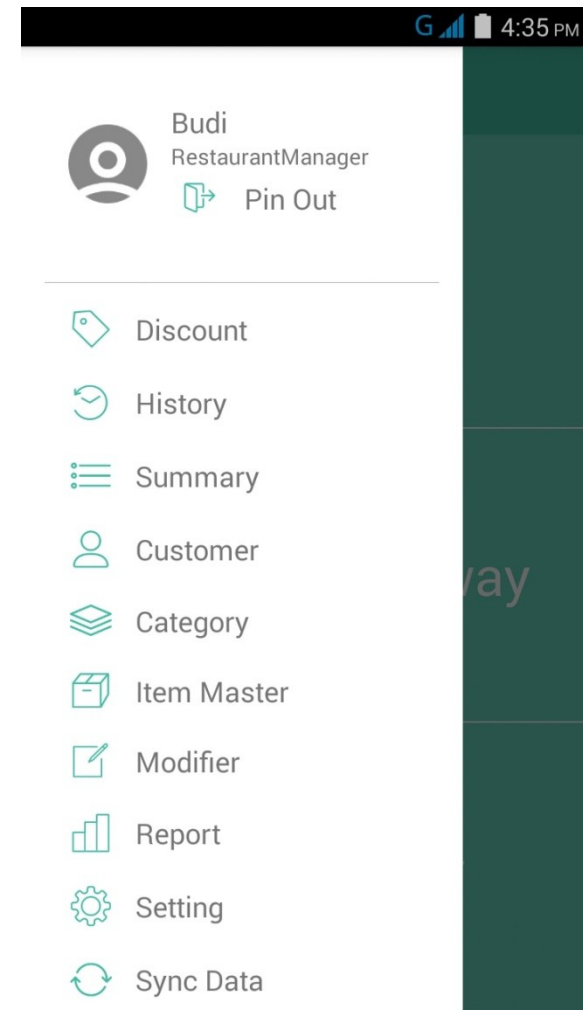 G 4:35 PM
Budi
RestaurantManager
Pin Out
Discount
History
Summary
Customer
way
Category
Item Master
Modifier
Report
Setting
Sync Data